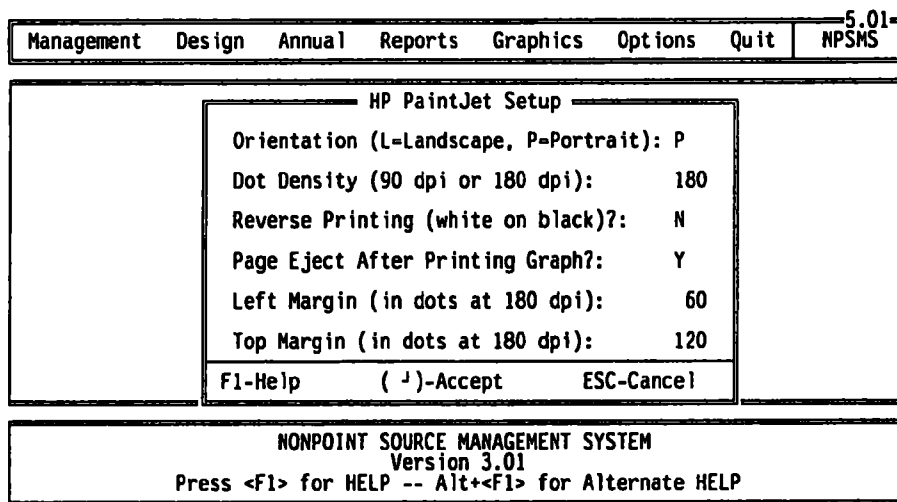 5.01
Management Design Annual Reports Graphics Options Quit NPSMS
HP PaintJet Setup
Orientation (L=Landscape, P=Portrait): P
Dot Density (90 dpi or 180 dpi): 180
Reverse Printing (white on black)?: N
Page Eject After Printing Graph?: Y
Left Margin (in dots at 180 dpi): 60
Top Margin (in dots at 180 dpi): 120
F1-Help (┘)-Accept ESC-Cancel
NONPOINT SOURCE MANAGEMENT SYSTEM
Version 3.01
Press <F1> for HELP -- Alt+<F1> for Alternate HELP